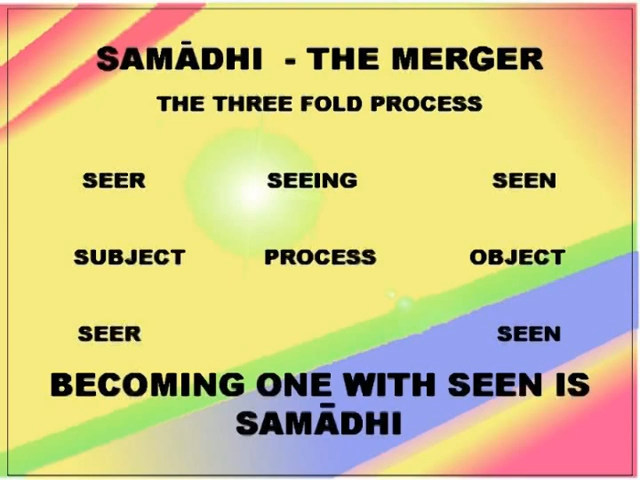 SAMĀDHI - THE MERGER
THE THREE FOLD PROCESS
SEER SEEING SEEN
SUBJECT PROCESS OBJECT
SEER SEEN
BECOMING ONE WITH SEEN IS
SAMĀDHI